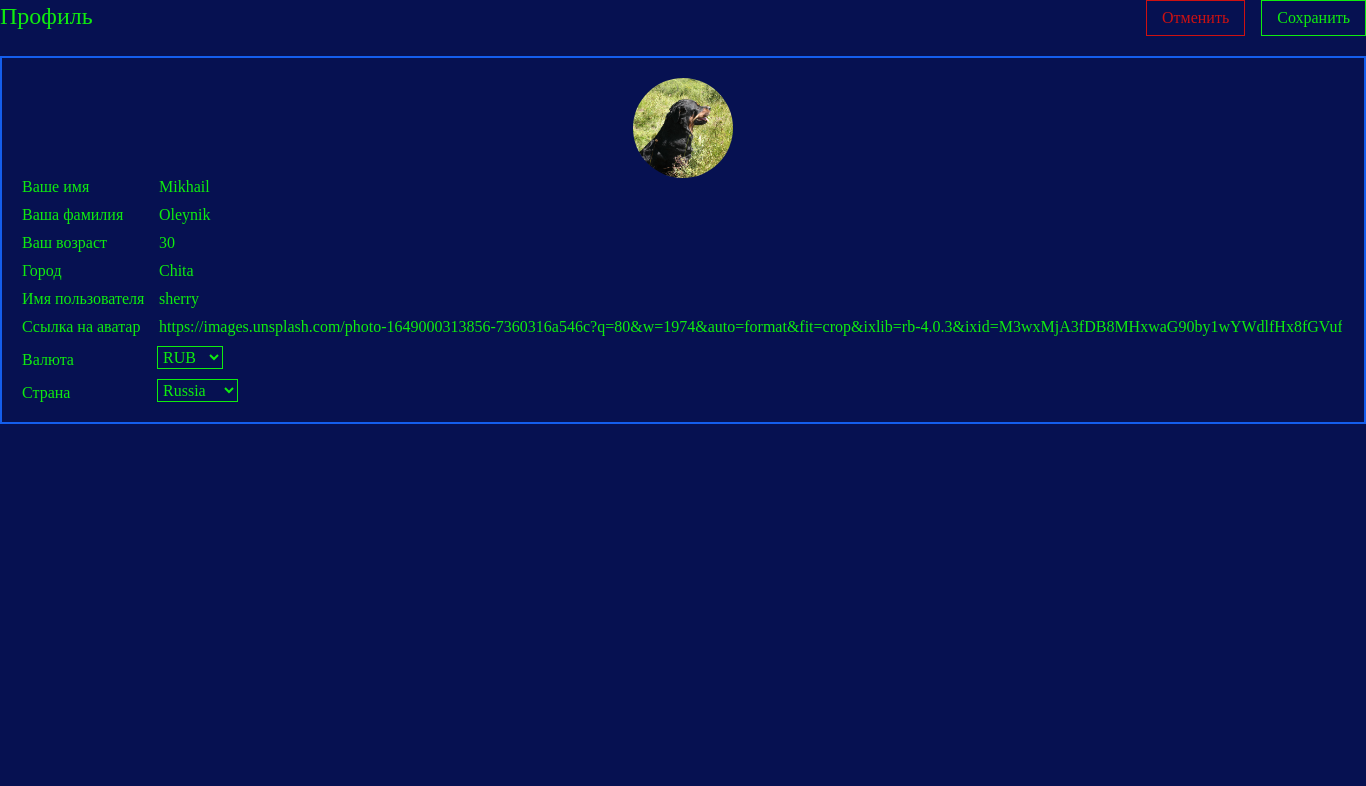 Профиль Отменить Сохранить
Ваше имя Mikhail
Ваша фамилия Oleynik
Ваш возраст 30
Город Chita
Имя пользователя sherry
Ссылка на аватар https://images.unsplash.com/photo-1649000313856-7360316a546c?q=80&w=1974&auto=format&fit=crop&ixlib=rb-4.0.3&ixid=M3wxMjA3fDB8MHxwaG90by1wYWdlfHx8fGVuf
Валюта RUB
Страна Russia